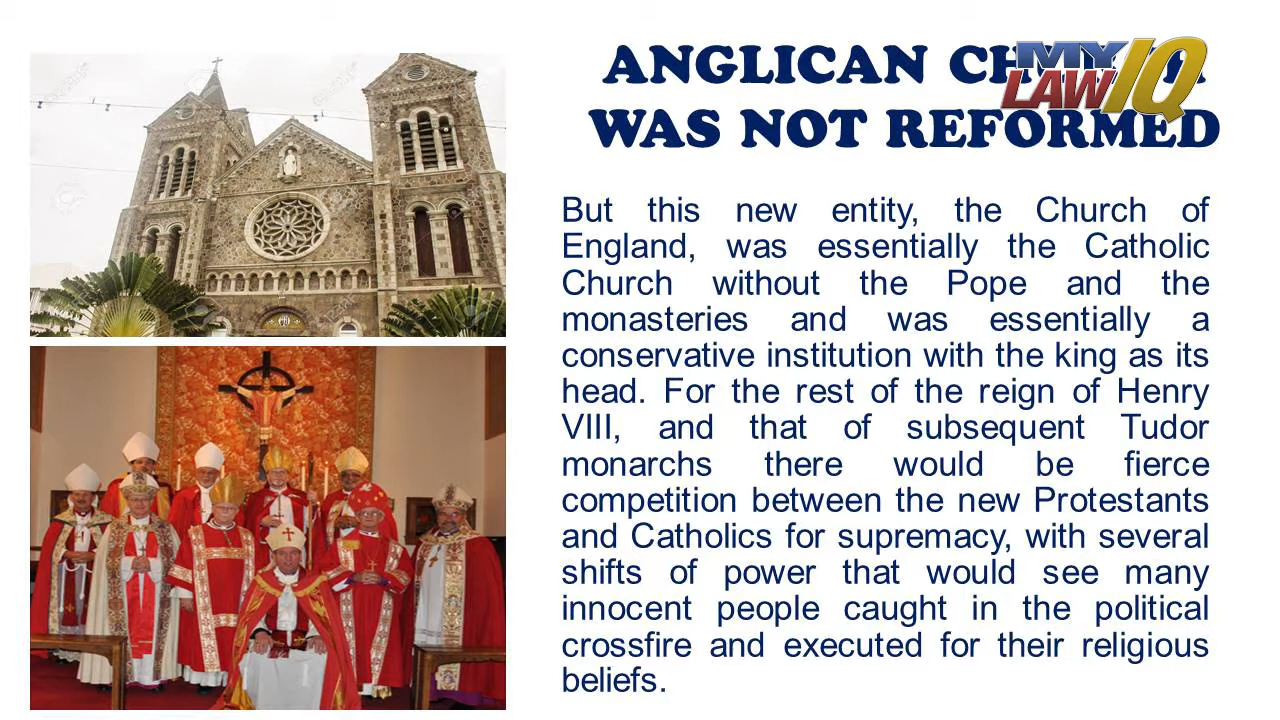 ANGLICAN
WAS NOT REFORMED
MY
LAW IQ
But this new entity, the Church of
England, was essentially the Catholic
Church without the Pope and the
monasteries and was essentially a
conservative institution with the king as its
head. For the rest of the reign of Henry
VIII, and that of subsequent Tudor
monarchs there would be fierce
competition between the new Protestants
and Catholics for supremacy, with several
shifts of power that would see many
innocent people caught in the political
crossfire and executed for their religious
beliefs.